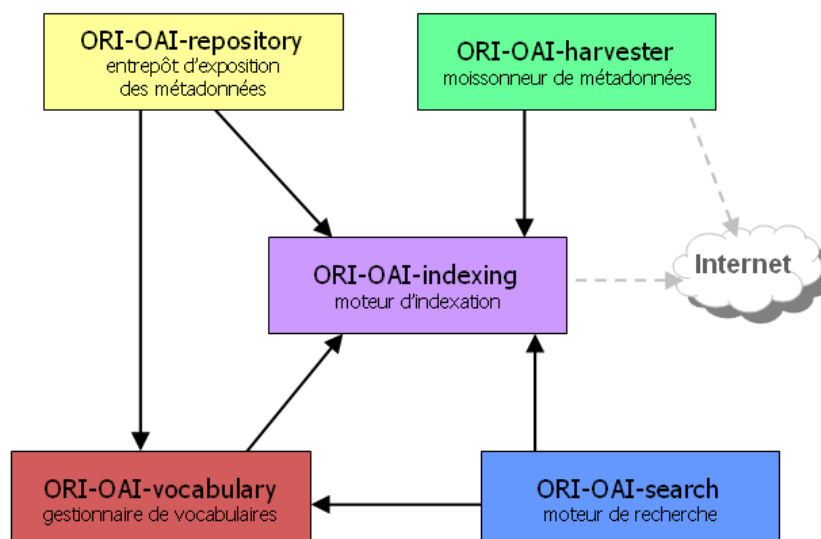 ORI-OAI-repository
entrepôt d'exposition
des métadonnées
ORI-OAI-harvester
moissonneur de métadonnées
ORI-OAI-indexing
moteur d'indexation
Internet
ORI-OAI-vocabulary
gestionnaire de vocabulaires
ORI-OAI-search
moteur de recherche